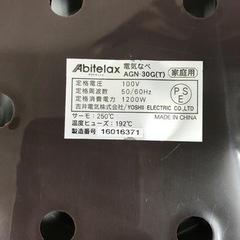 Abitelax
電気なべ
AGN-30G(T)
家庭用
定格電圧 100V
定格周波数 50/60Hz
定格消費電力 1200W
吉井電気株式会社/YOSHII ELECTRIC CO.,LTD
PSE
MADE IN CHINA
サーモ:250℃
温度ヒューズ:192℃
製造番号 16016371